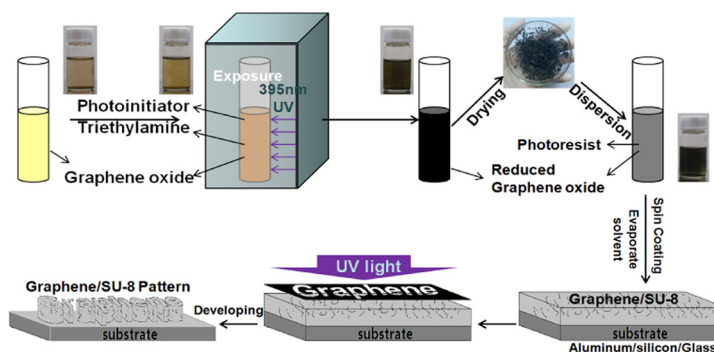 Exposure
395nm
UV
Photoinitiator
Triethylamine
Graphene oxide
Drying
Dispersion
Photoresist
Reduced
Graphene oxide
Spin Coating
Evaporate
solvent
Graphene/SU-8
substrate
Aluminum/silicon/Glass
UV light
Graphene
substrate
Developing
Graphene/SU-8 Pattern
substrate